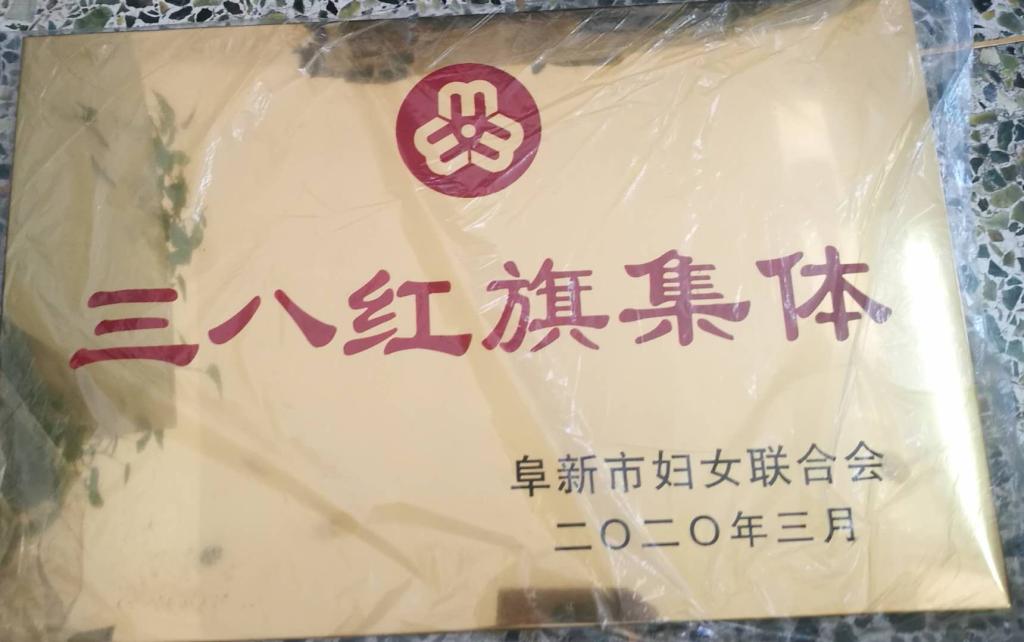 三八红旗集体
阜新市妇女联合会
二〇二〇年三月